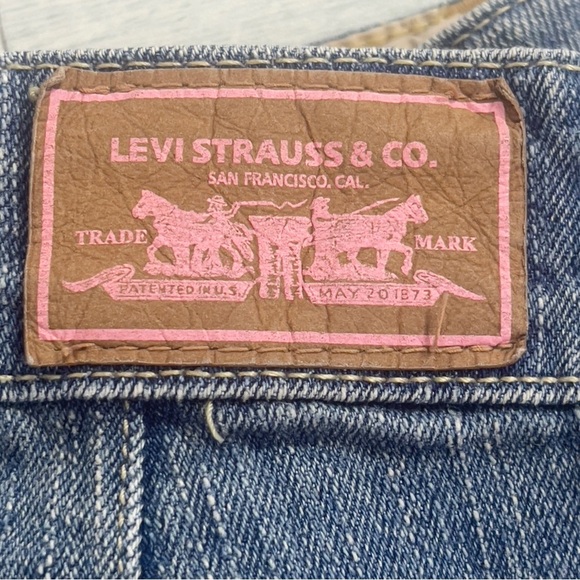 LEVI STRAUSS & CO.
SAN FRANCISCO. CAL.
TRADE MARK
PATENTED IN U.S. MAY 20 1873